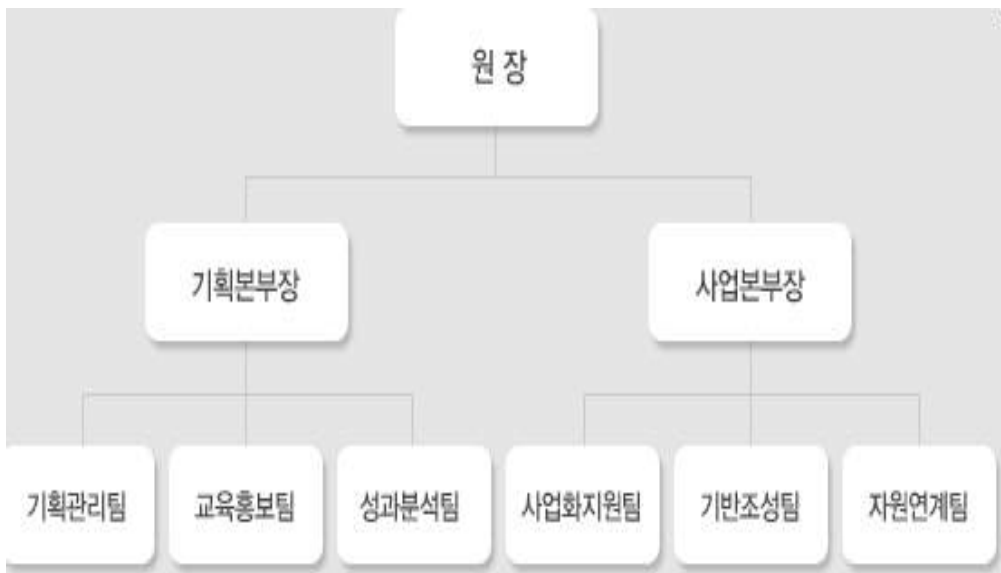 원 장
기획본부장
사업본부장
기획관리팀
교육홍보팀
성과분석팀
사업화지원팀
기반조성팀
자원연계팀